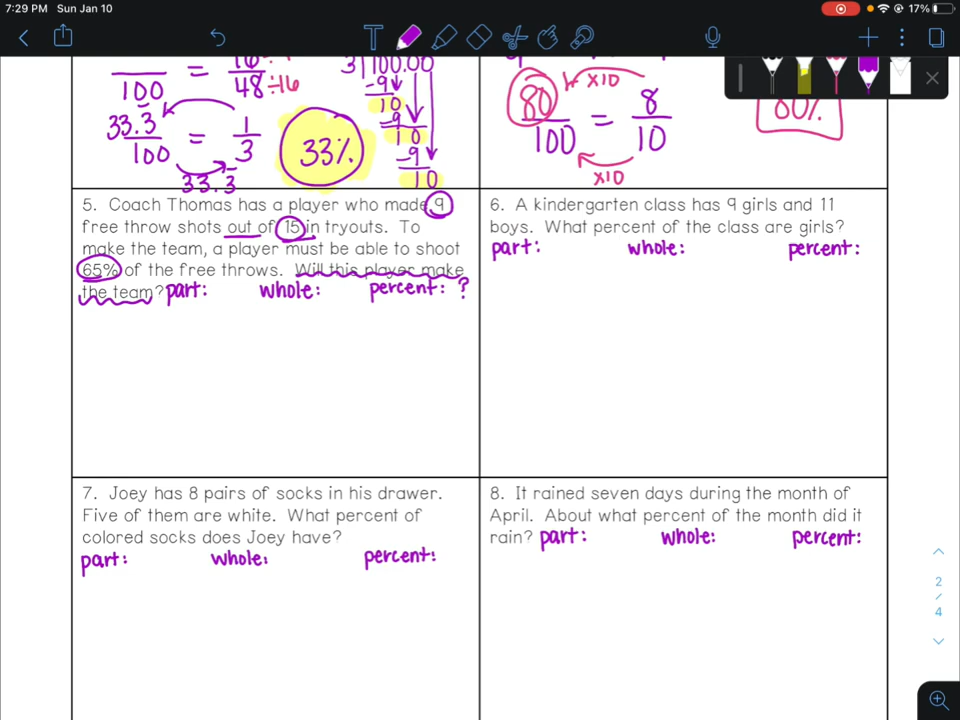 7:29 PM Sun Jan 10
17%
100 = 48 ÷16
33.3̄
100 = 1
3
33.3̄
33%
3 100.00
-9
10
-9
10
-9
10
80
100 = 8
10
x10
x10
80%
5. Coach Thomas has a player who made 9
free throw shots out of 15 in tryouts. To
make the team, a player must be able to shoot
65% of the free throws. Will this player make
the team? part: whole: percent: ?
6. A kindergarten class has 9 girls and 11
boys. What percent of the class are girls?
part: whole: percent:
7. Joey has 8 pairs of socks in his drawer.
Five of them are white. What percent of
colored socks does Joey have?
part: whole: percent:
8. It rained seven days during the month of
April. About what percent of the month did it
rain? part: whole: percent:
2
/
4